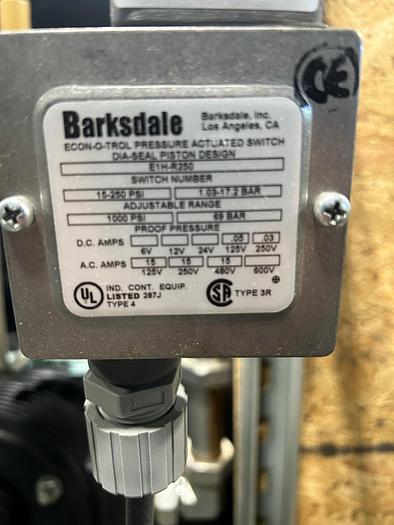 CE
Barksdale
Barksdale, Inc.
Los Angeles, CA
ECON-O-TROL PRESSURE ACTUATED SWITCH
DIA-SEAL PISTON DESIGN
E1H-R250
SWITCH NUMBER
15-250 PSI 1.03-17.2 BAR
ADJUSTABLE RANGE
1000 PSI 69 BAR
PROOF PRESSURE
D.C. AMPS .05 .03
6V 12V 24V 125V 250V
A.C. AMPS 15 15 15
125V 250V 480V 600V
UL IND. CONT. EQUIP.
LISTED 287J
TYPE 4
SA TYPE 3R